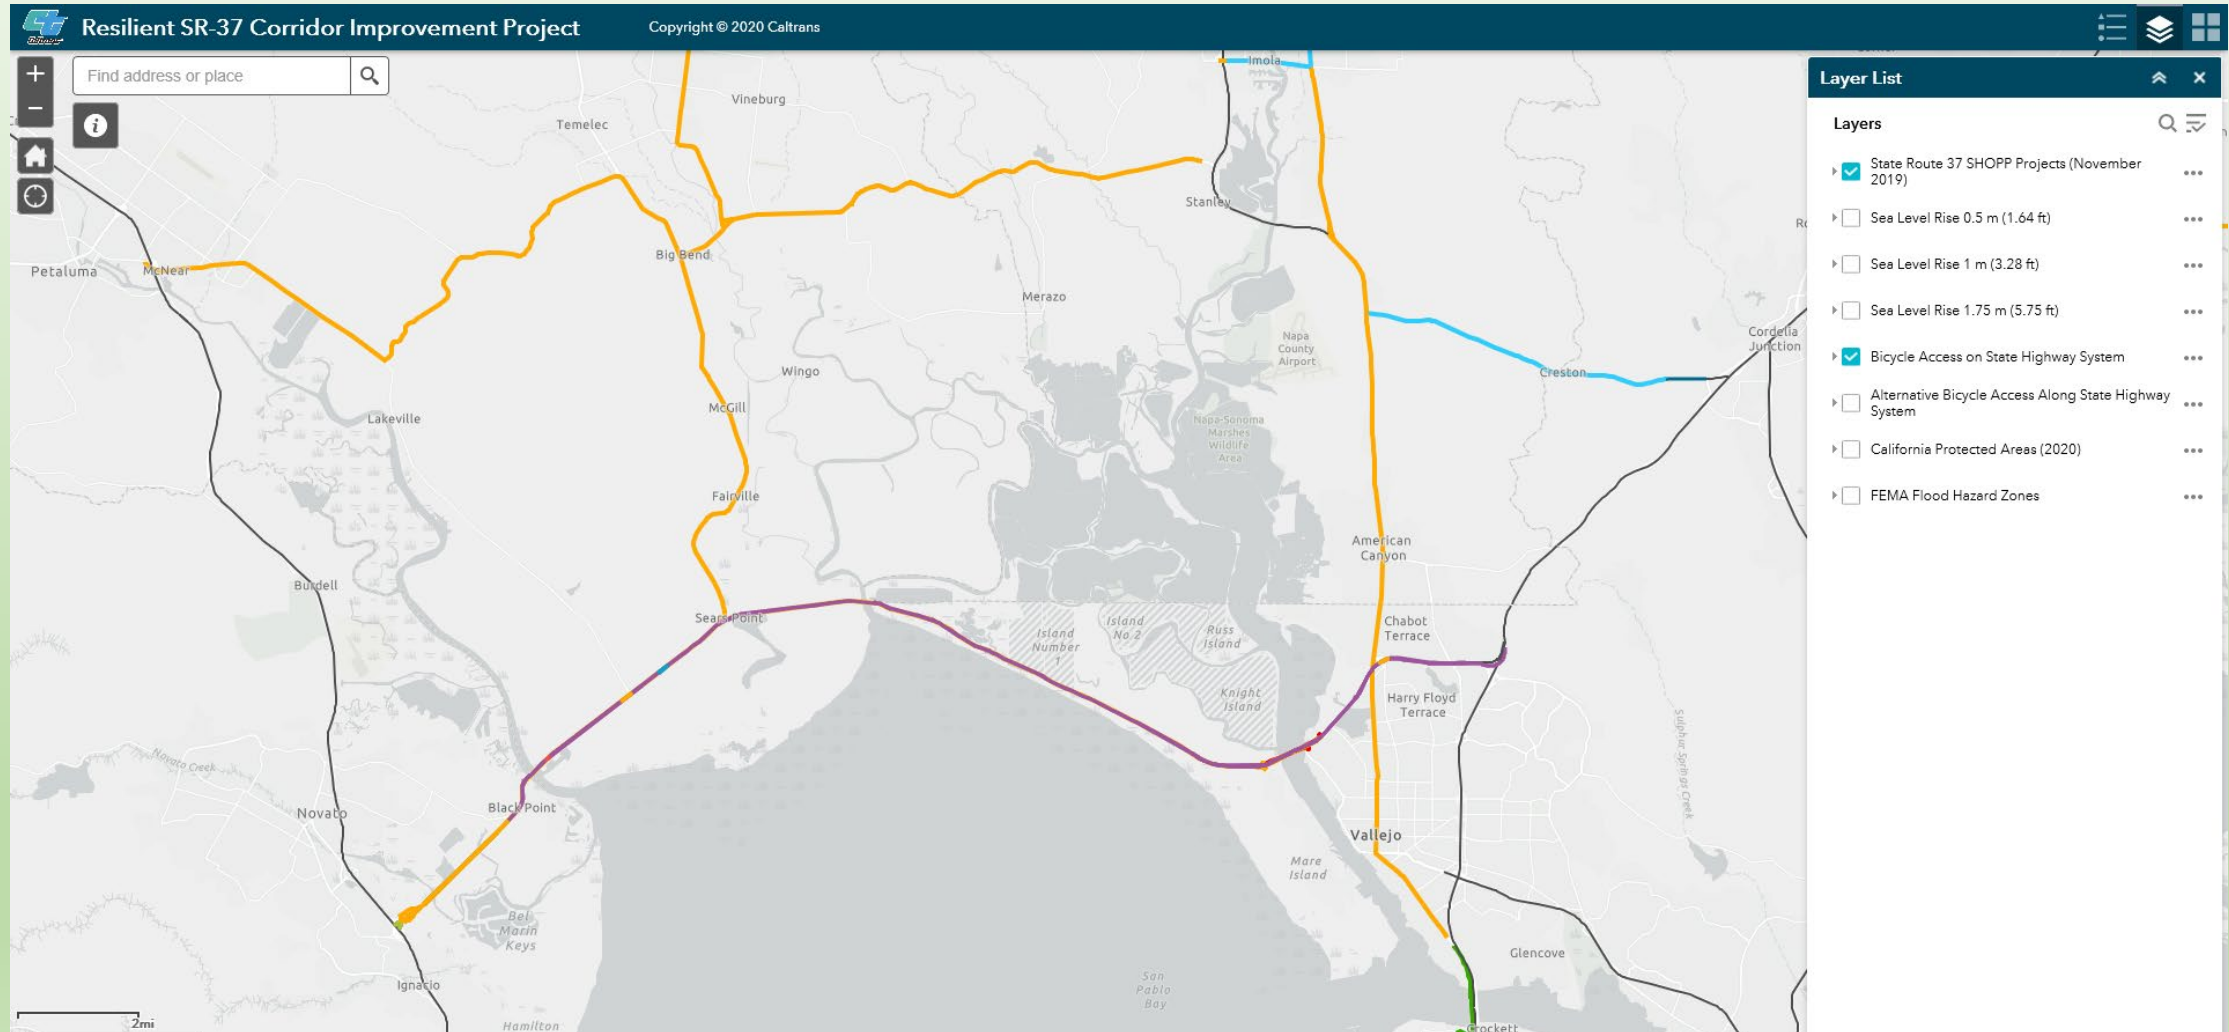 Resilient SR-37 Corridor Improvement Project
Copyright © 2020 Caltrans
Find address or place
Layer List
Layers
State Route 37 SHOPP Projects (November
2019)
Sea Level Rise 0.5 m (1.64 ft)
Sea Level Rise 1 m (3.28 ft)
Sea Level Rise 1.75 m (5.75 ft)
Bicycle Access on State Highway System
Alternative Bicycle Access Along State Highway
System
California Protected Areas (2020)
FEMA Flood Hazard Zones
Imola
Vineburg
Temelec
Stanley
Big Bend
Petaluma
McNear
Merazo
Napa
County
Airport
Cordelia
Junction
Wingo
Creston
McGill
Lakeville
Napa-Sonoma
Marshes
Wildlife
Area
Fairville
American
Canyon
Burdell
Sears Point
Island
Number
1
Island
No 2
Russ
Island
Chabot
Terrace
Knight
Island
Harry Floyd
Terrace
Sulphur Springs Creek
Novato Creek
Black Point
Novato
Vallejo
Mare
Island
Bel
Marin
Keys
Glencove
San
Pablo
Bay
Ignacio
2mi
Hamilton
Crockett